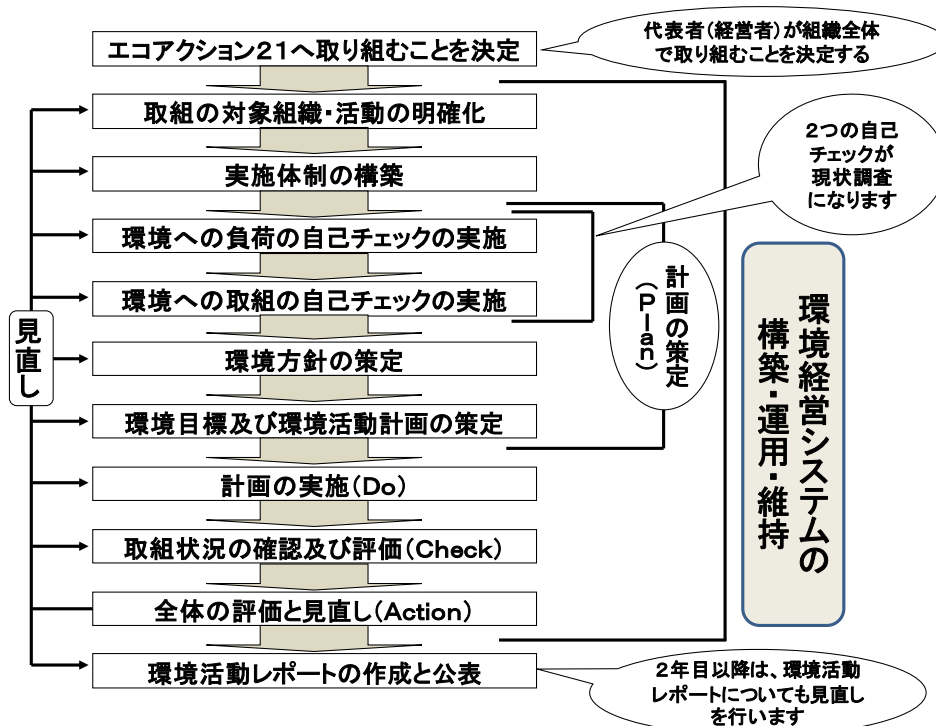 エコアクション２１へ取り組むことを決定
代表者（経営者）が組織全体
で取り組むことを決定する
取組の対象組織・活動の明確化
実施体制の構築
２つの自己
チェックが
現状調査
になります
環境への負荷の自己チェックの実施
環境への取組の自己チェックの実施
計画の策定
（Ｐｌａｎ）
環境経営システムの
構築・運用・維持
見直し
環境方針の策定
環境目標及び環境活動計画の策定
計画の実施（Ｄｏ）
取組状況の確認及び評価（Ｃｈｅｃｋ）
全体の評価と見直し（Ａｃｔｉｏｎ）
環境活動レポートの作成と公表
２年目以降は、環境活動
レポートについても見直し
を行います